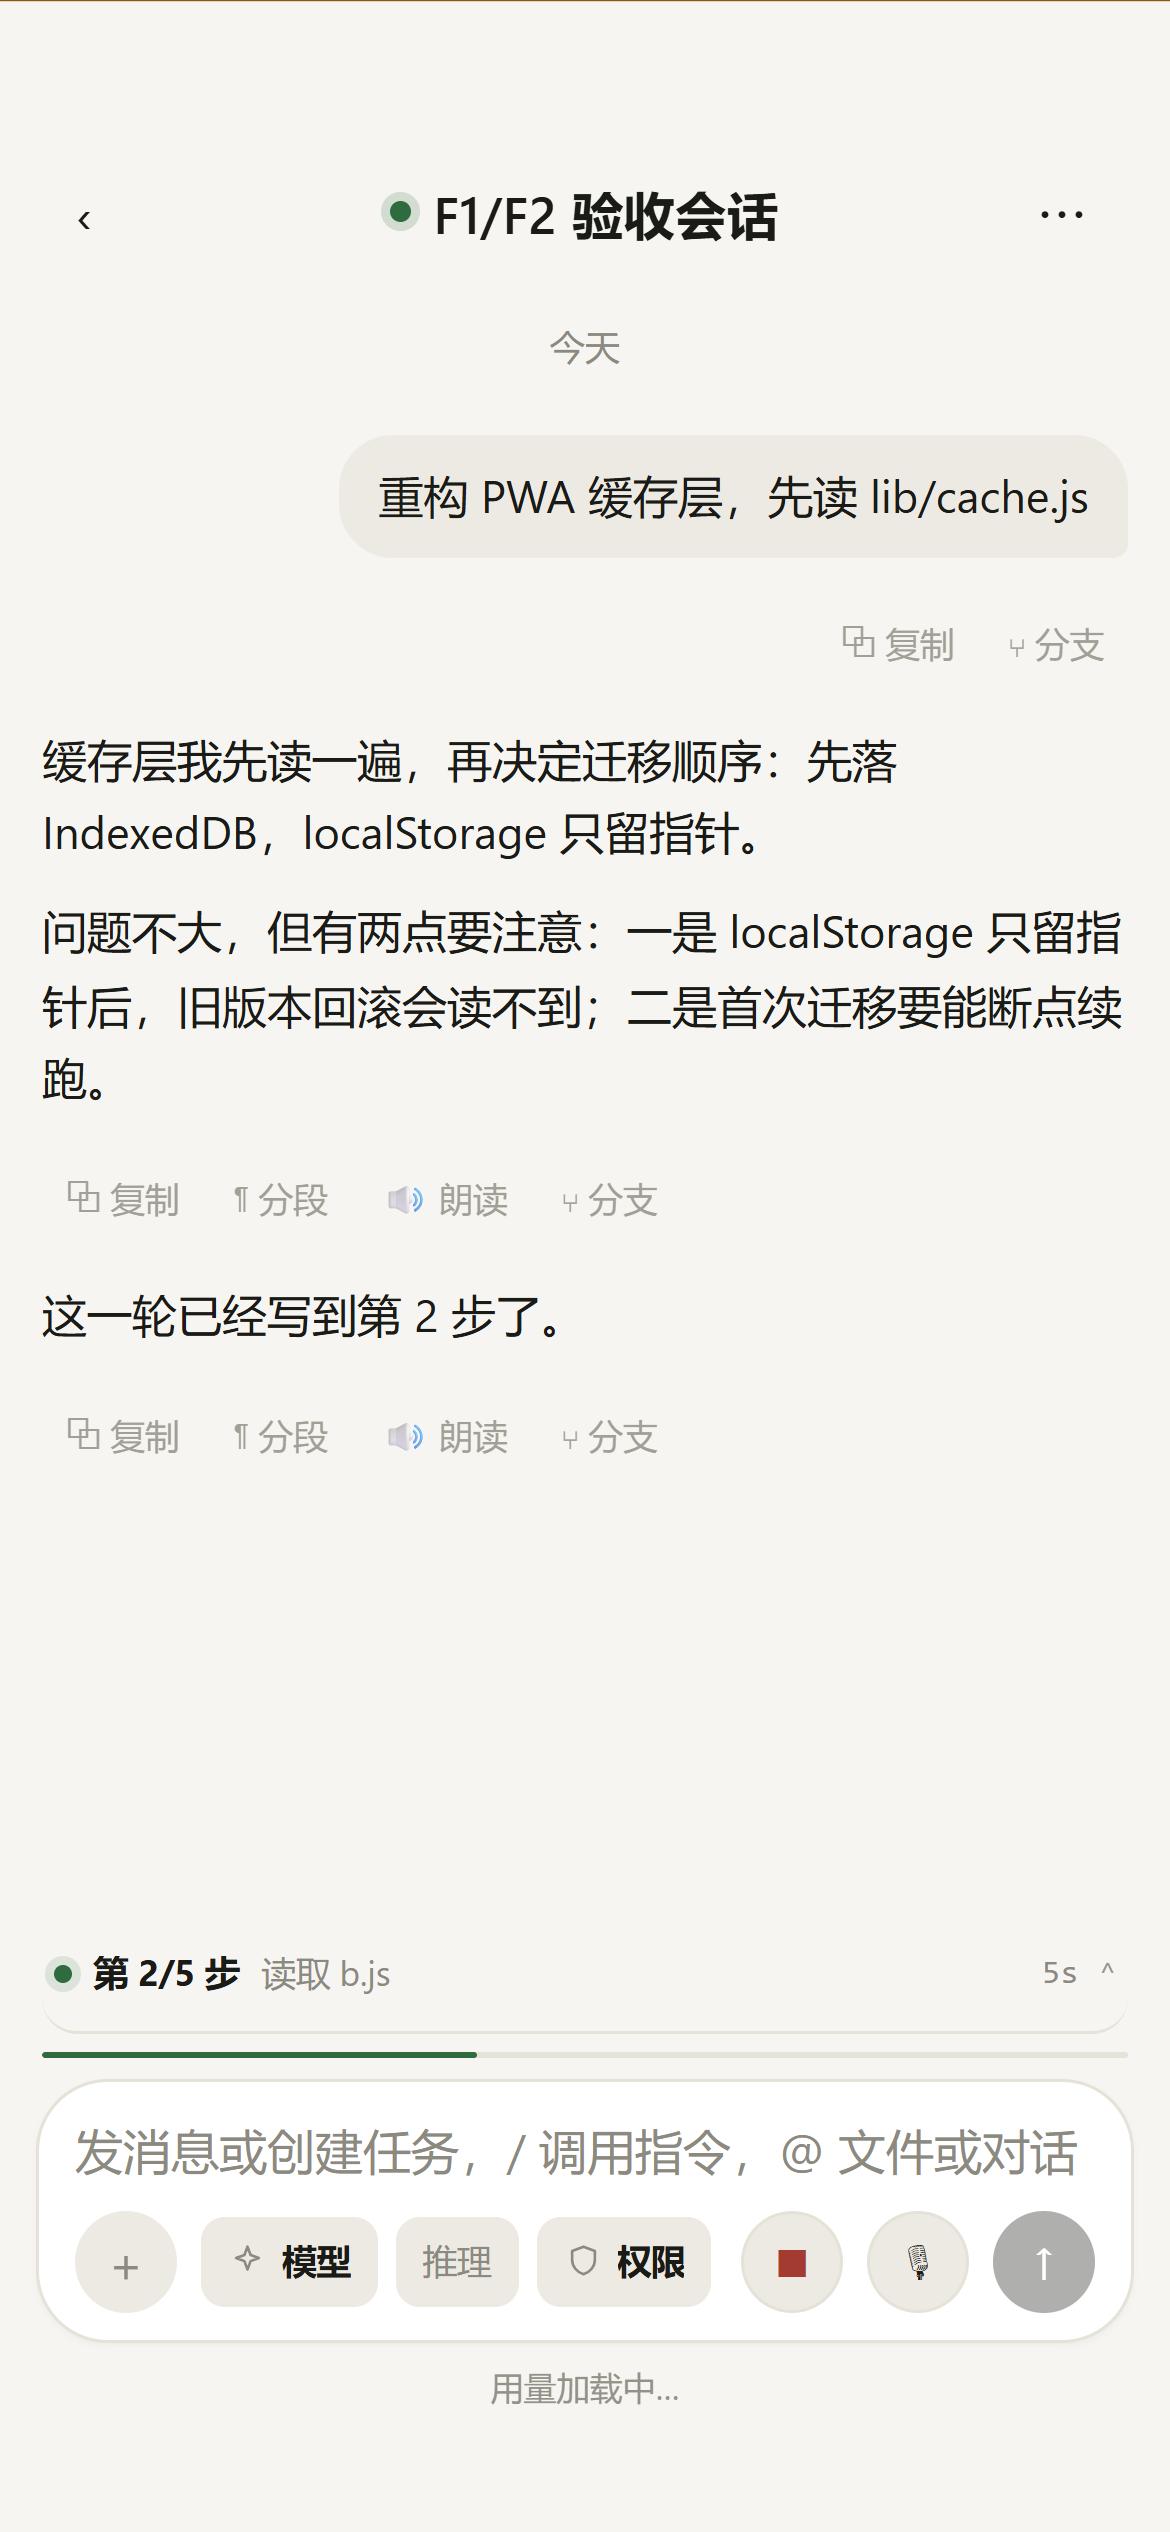 ‹ F1/F2 验收会话 ···
今天
重构 PWA 缓存层，先读 lib/cache.js
复制 分支
缓存层我先读一遍，再决定迁移顺序：先落
IndexedDB，localStorage 只留指针。
问题不大，但有两点要注意：一是 localStorage 只留指
针后，旧版本回滚会读不到；二是首次迁移要能断点续
跑。
复制 ¶ 分段 朗读 分支
这一轮已经写到第 2 步了。
复制 ¶ 分段 朗读 分支
第 2/5 步 读取 b.js 5s ^
发消息或创建任务，/ 调用指令，@ 文件或对话
+ 模型 推理 权限 ↑
用量加载中...